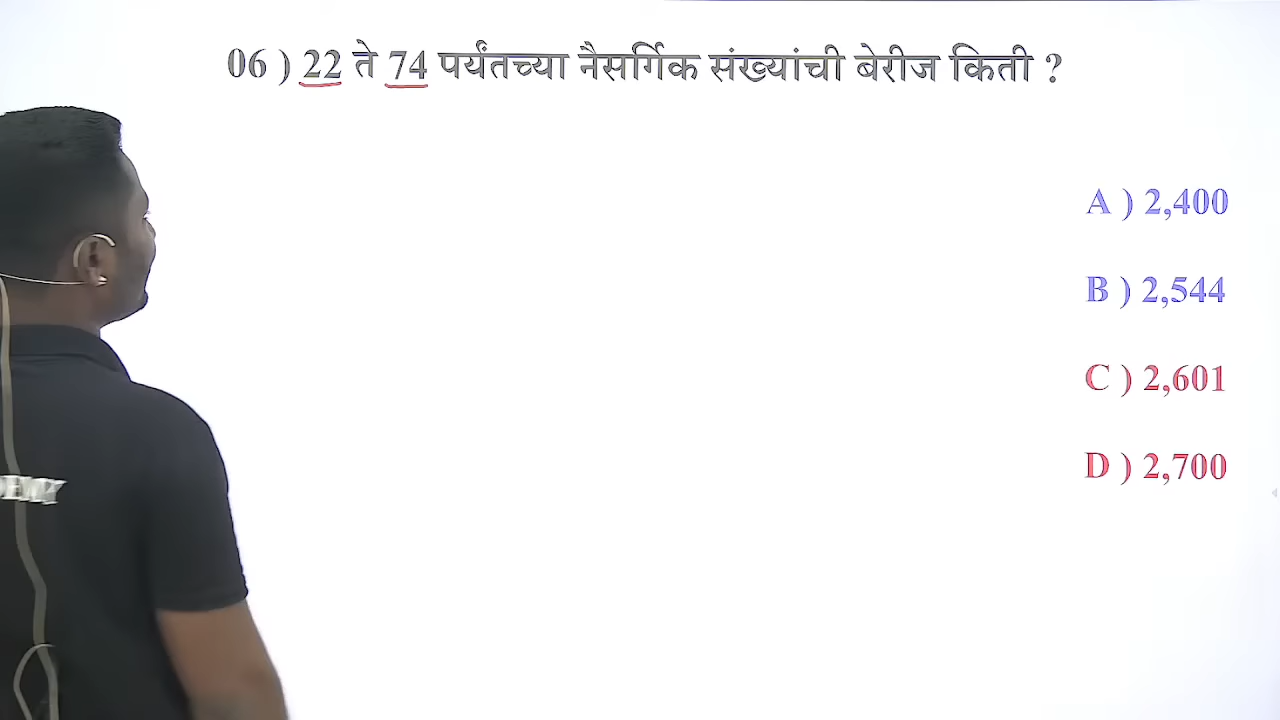 06 ) 22 ते 74 पर्यंतच्या नैसर्गिक संख्यांची बेरीज किती ?
A ) 2,400
B ) 2,544
C ) 2,601
D ) 2,700